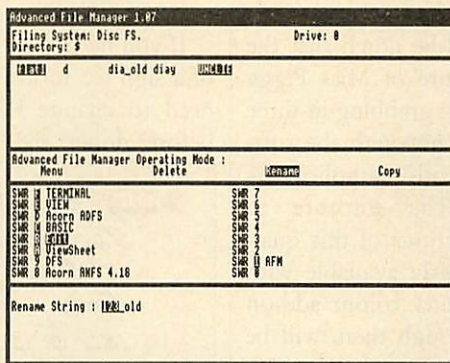 Advanced File Manager 1.07
Filing System: Disc FS. Drive: 0
Directory: $
d dia_old diay
Advanced File Manager Operating Mode :
Menu Delete Rename Copy
SWR TERMINAL SWR 7
SWR VIEW SWR 6
SWR D Acorn ADFS SWR 5
SWR BASIC SWR 4
SWR Edit SWR 3
SWR ViewSheet SWR 2
SWR 9 DFS SWR AFM
SWR 8 Acorn ANFS 4.18 SWR
Rename String : _old